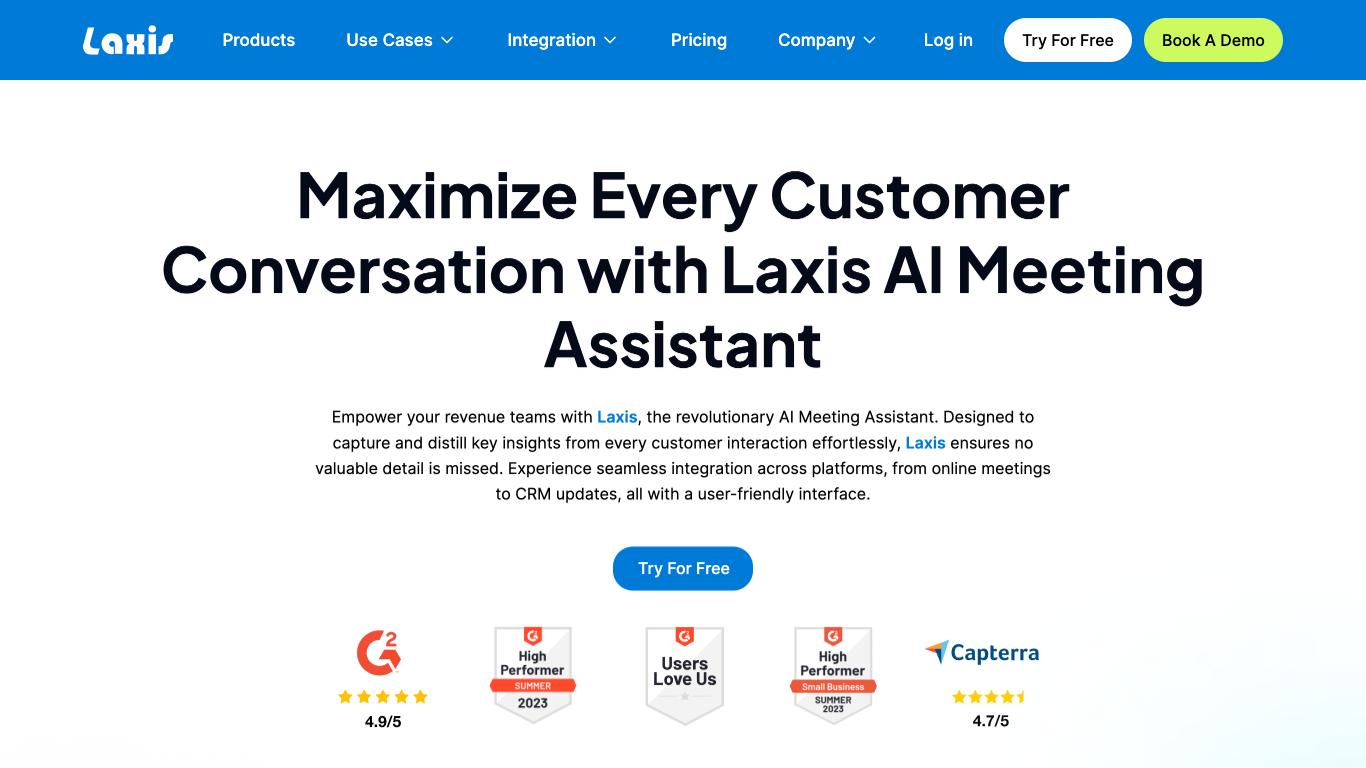 Laxis
Products
Use Cases
Integration
Pricing
Company
Log in
Try For Free
Book A Demo
Maximize Every Customer
Conversation with Laxis AI Meeting
Assistant
Empower your revenue teams with Laxis, the revolutionary AI Meeting Assistant. Designed to
capture and distill key insights from every customer interaction effortlessly, Laxis ensures no
valuable detail is missed. Experience seamless integration across platforms, from online meetings
to CRM updates, all with a user-friendly interface.
Try For Free
G2
4.9/5
High
Performer
SUMMER
2023
Users
Love Us
High
Performer
Small Business
SUMMER
2023
Capterra
4.7/5